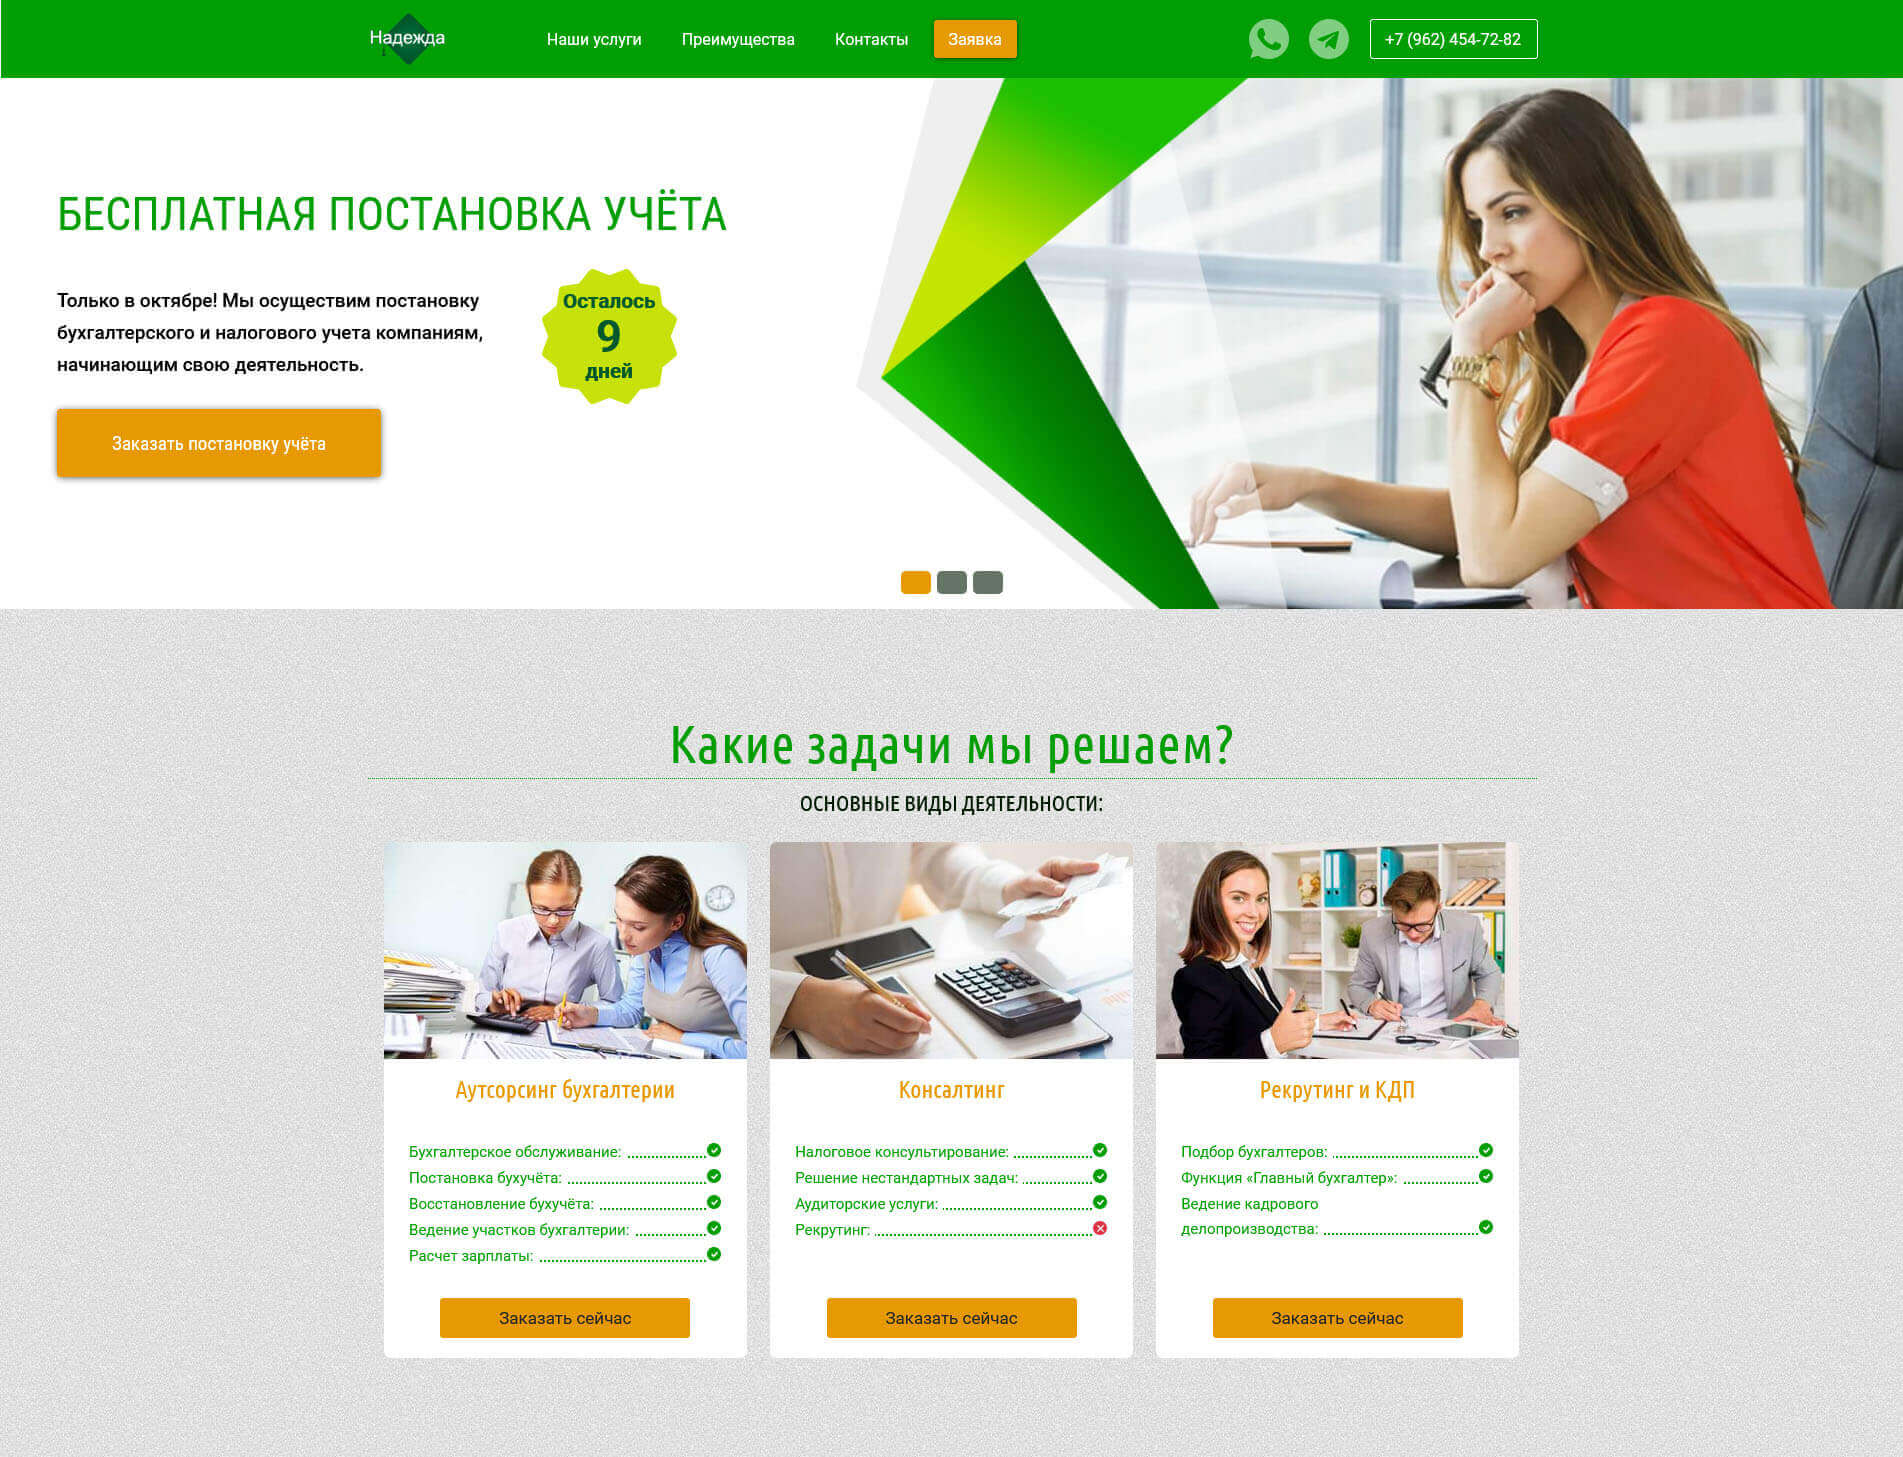 Надежда
Наши услуги
Преимущества
Контакты
Заявка
+7 (962) 454-72-82
БЕСПЛАТНАЯ ПОСТАНОВКА УЧЁТА
Только в октябре! Мы осуществим постановку
бухгалтерского и налогового учета компаниям,
начинающим свою деятельность.
Осталось
9
дней
Заказать постановку учёта
Какие задачи мы решаем?
ОСНОВНЫЕ ВИДЫ ДЕЯТЕЛЬНОСТИ:
Аутсорсинг бухгалтерии
Бухгалтерское обслуживание:
Постановка бухучёта:
Восстановление бухучёта:
Ведение участков бухгалтерии:
Расчет зарплаты:
Заказать сейчас
Консалтинг
Налоговое консультирование:
Решение нестандартных задач:
Аудиторские услуги:
Рекрутинг:
Заказать сейчас
Рекрутинг и КДП
Подбор бухгалтеров:
Функция «Главный бухгалтер»:
Ведение кадрового
делопроизводства:
Заказать сейчас